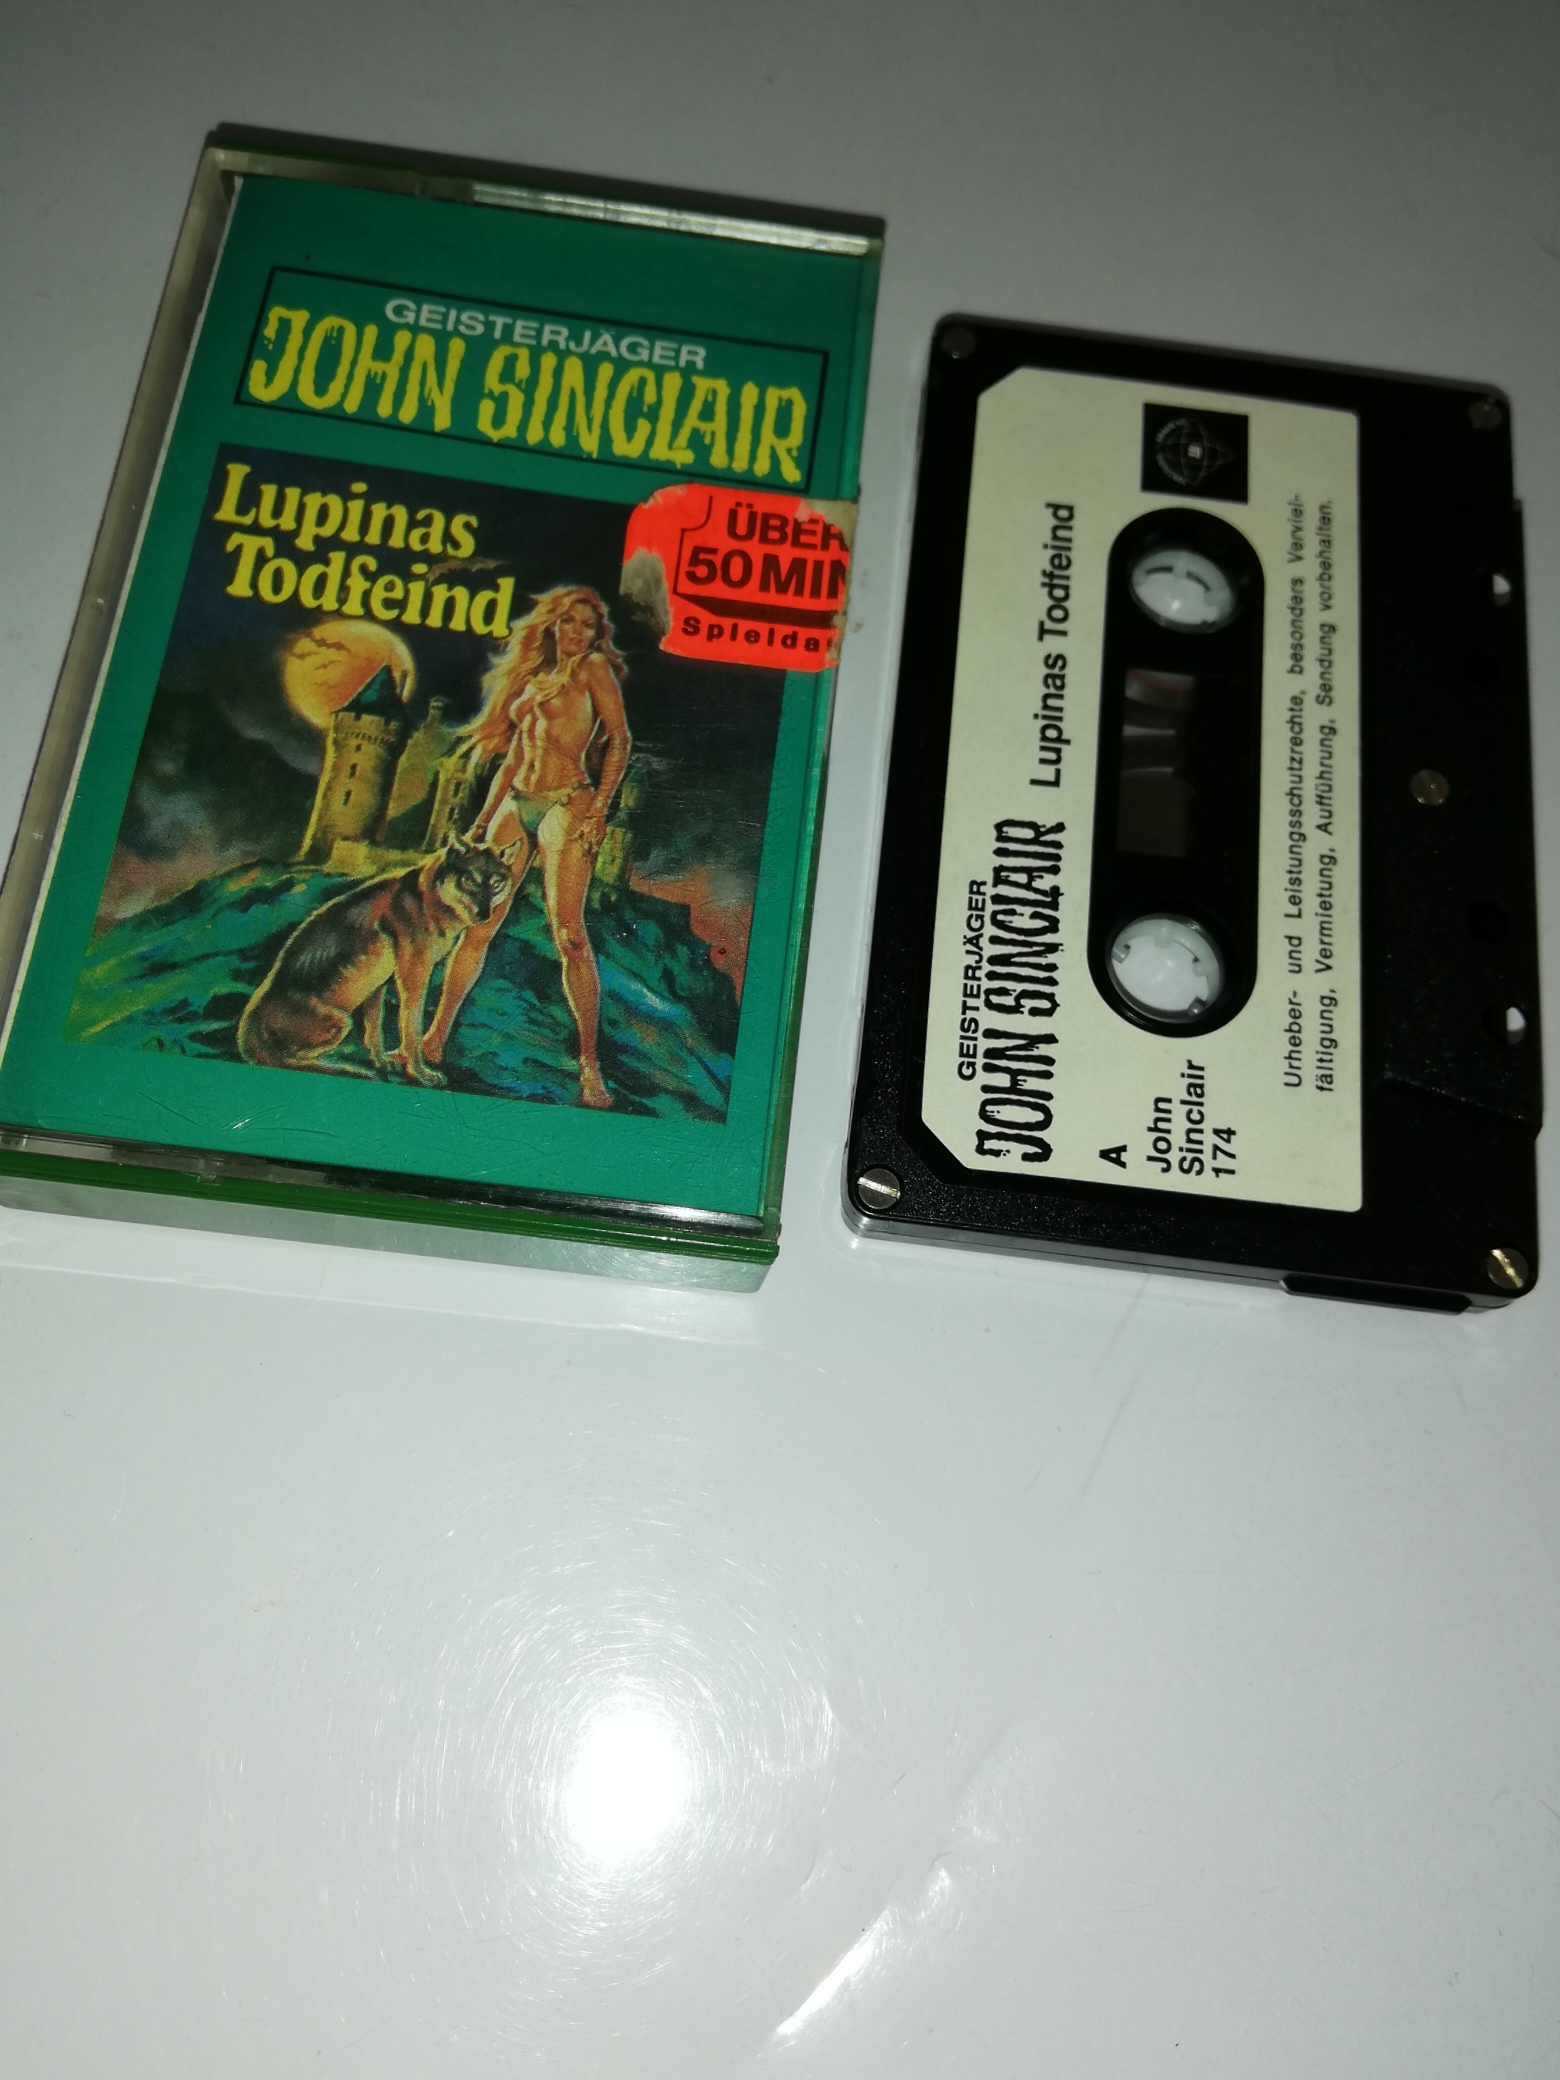 GEISTERJÄGER
JOHN SINCLAIR
Lupinas
Todfeind
ÜBER
50 MIN
Spielda
GEISTERJÄGER
JOHN SINCLAIR Lupinas Todfeind
A
John
Sinclair
174
Urheber- und Leistungsschutzrechte, besonders Verviel-
fältigung, Vermietung, Aufführung, Sendung vorbehalten.